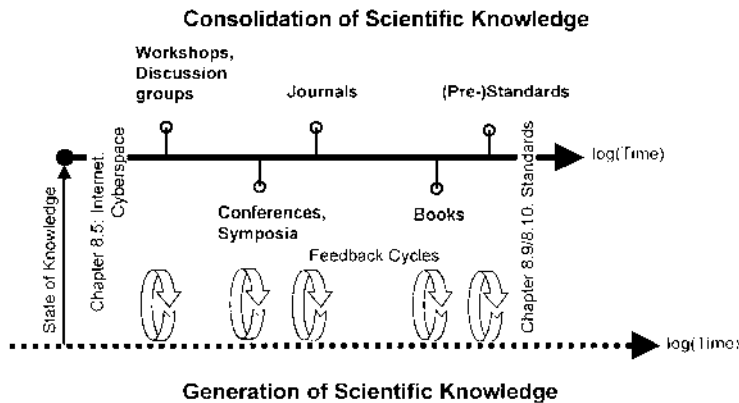 Consolidation of Scientific Knowledge
Workshops,
Discussion
groups
Journals
(Pre-)Standards
log(Time)
State of Knowledge
Chapter 8.5: Internet.
Cyberspace
Conferences,
Symposia
Books
Chapter 8.9/8.10. Standards
Feedback Cycles
log(Time)
Generation of Scientific Knowledge